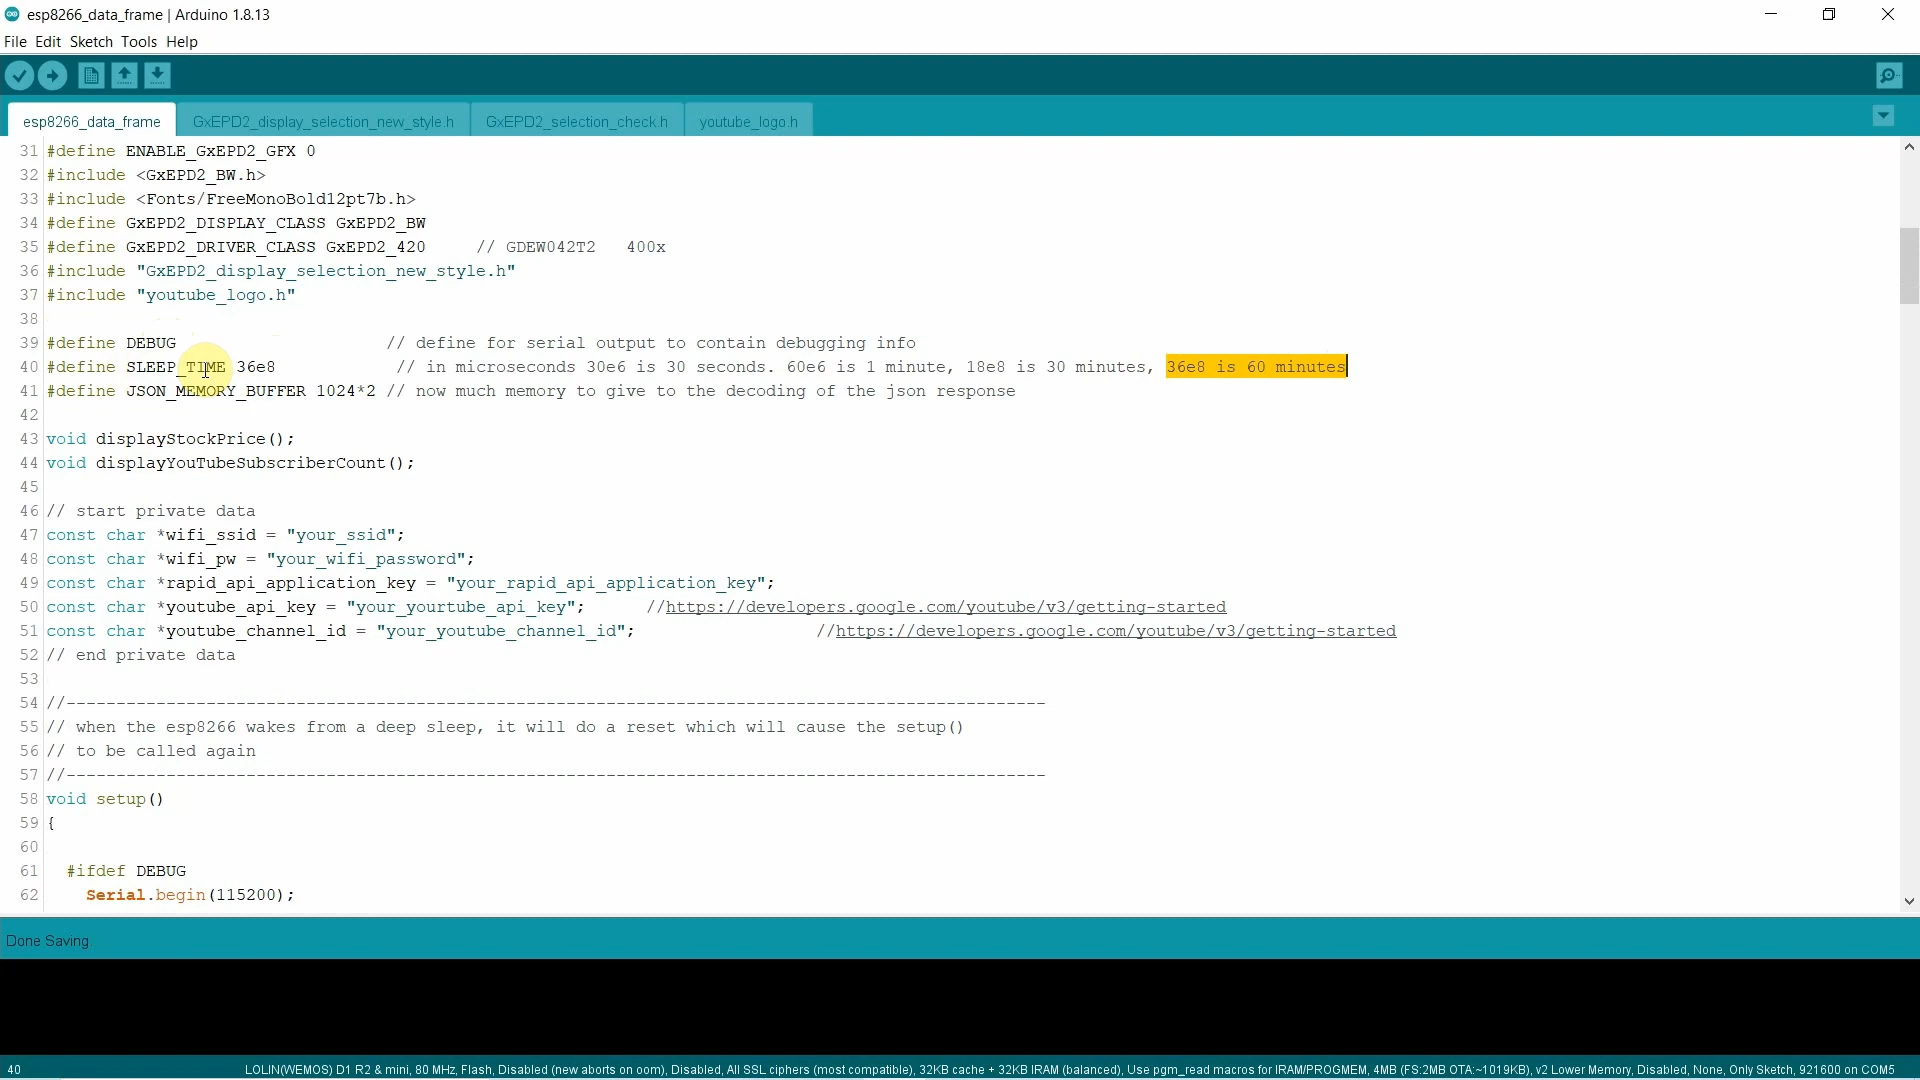 esp8266_data_frame | Arduino 1.8.13
File Edit Sketch Tools Help
esp8266_data_frame GxEPD2_display_selection_new_style.h GxEPD2_selection_check.h youtube_logo.h
31 #define ENABLE_GxEPD2_GFX 0
32 #include <GxEPD2_BW.h>
33 #include <Fonts/FreeMonoBold12pt7b.h>
34 #define GxEPD2_DISPLAY_CLASS GxEPD2_BW
35 #define GxEPD2_DRIVER_CLASS GxEPD2_420 // GDEW042T2 400x
36 #include "GxEPD2_display_selection_new_style.h"
37 #include "youtube_logo.h"
38
39 #define DEBUG // define for serial output to contain debugging info
40 #define SLEEP_TIME 36e8 // in microseconds 30e6 is 30 seconds. 60e6 is 1 minute, 18e8 is 30 minutes, 36e8 is 60 minutes
41 #define JSON_MEMORY_BUFFER 1024*2 // now much memory to give to the decoding of the json response
42
43 void displayStockPrice();
44 void displayYouTubeSubscriberCount();
45
46 // start private data
47 const char *wifi_ssid = "your_ssid";
48 const char *wifi_pw = "your_wifi_password";
49 const char *rapid_api_application_key = "your_rapid_api_application_key";
50 const char *youtube_api_key = "your_yourtube_api_key"; //https://developers.google.com/youtube/v3/getting-started
51 const char *youtube_channel_id = "your_youtube_channel_id"; //https://developers.google.com/youtube/v3/getting-started
52 // end private data
53
54 //--------------------------------------------------------------------------------------------------
55 // when the esp8266 wakes from a deep sleep, it will do a reset which will cause the setup()
56 // to be called again
57 //--------------------------------------------------------------------------------------------------
58 void setup()
59 {
60
61 #ifdef DEBUG
62 Serial.begin(115200);
Done Saving.
40 LOLIN(WEMOS) D1 R2 & mini, 80 MHz, Flash, Disabled (new aborts on oom), Disabled, All SSL ciphers (most compatible), 32KB cache + 32KB IRAM (balanced), Use pgm_read macros for IRAM/PROGMEM, 4MB (FS:2MB OTA:~1019KB), v2 Lower Memory, Disabled, None, Only Sketch, 921600 on COM5